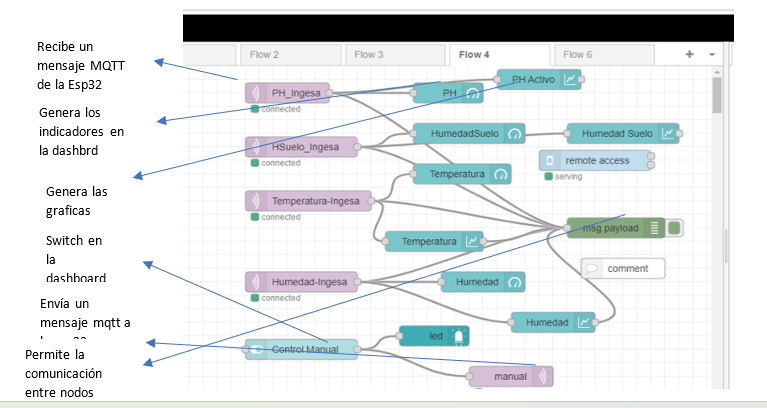 Recibe un
mensaje MQTT
de la Esp32
Genera los
indicadores en
la dashbrd
Genera las
graficas
Switch en
la
dashboard
Envía un
mensaje mqtt a
Permite la
comunicación
entre nodos
Flow 2
Flow 3
Flow 4
Flow 6
PH_Ingesa
connected
PH
PH Activo
HSuelo_Ingesa
connected
HumedadSuelo
Humedad Suelo
remote access
serving
Temperatura
Temperatura-Ingesa
connected
msg.payload
Temperatura
comment
Humedad-Ingesa
connected
Humedad
Humedad
led
Control Manual
manual